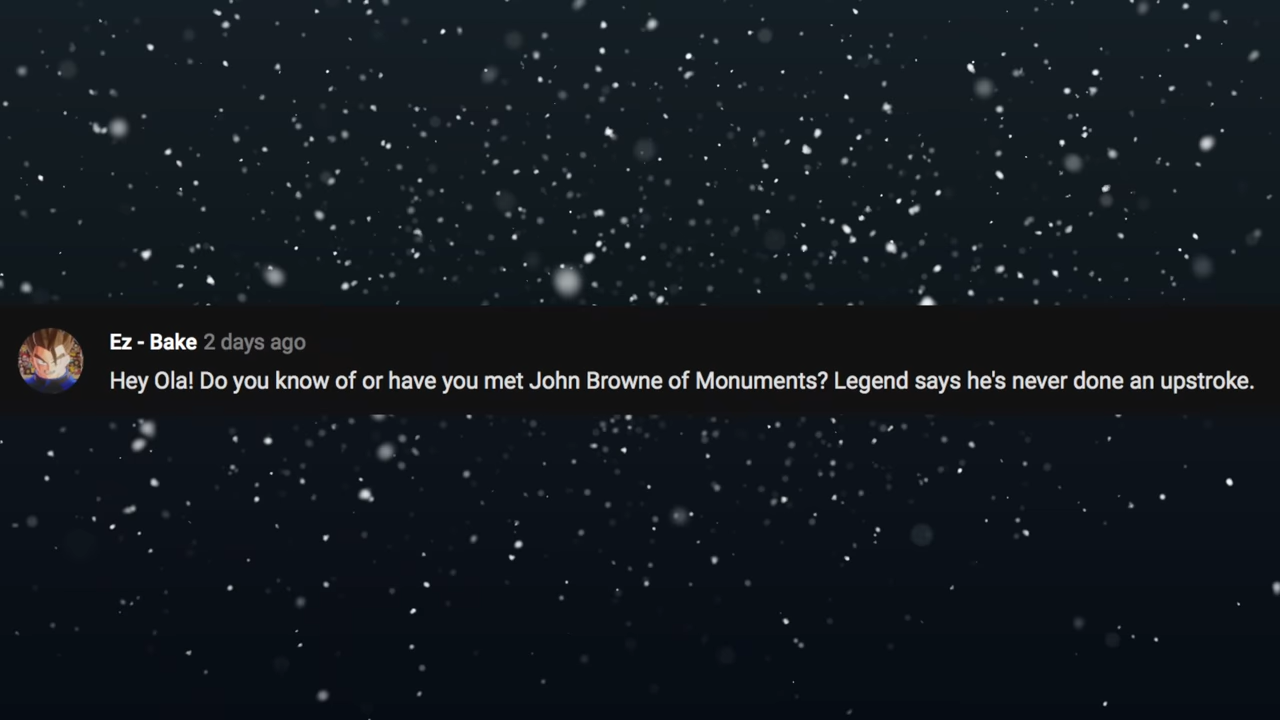 Ez - Bake 2 days ago
Hey Ola! Do you know of or have you met John Browne of Monuments? Legend says he's never done an upstroke.